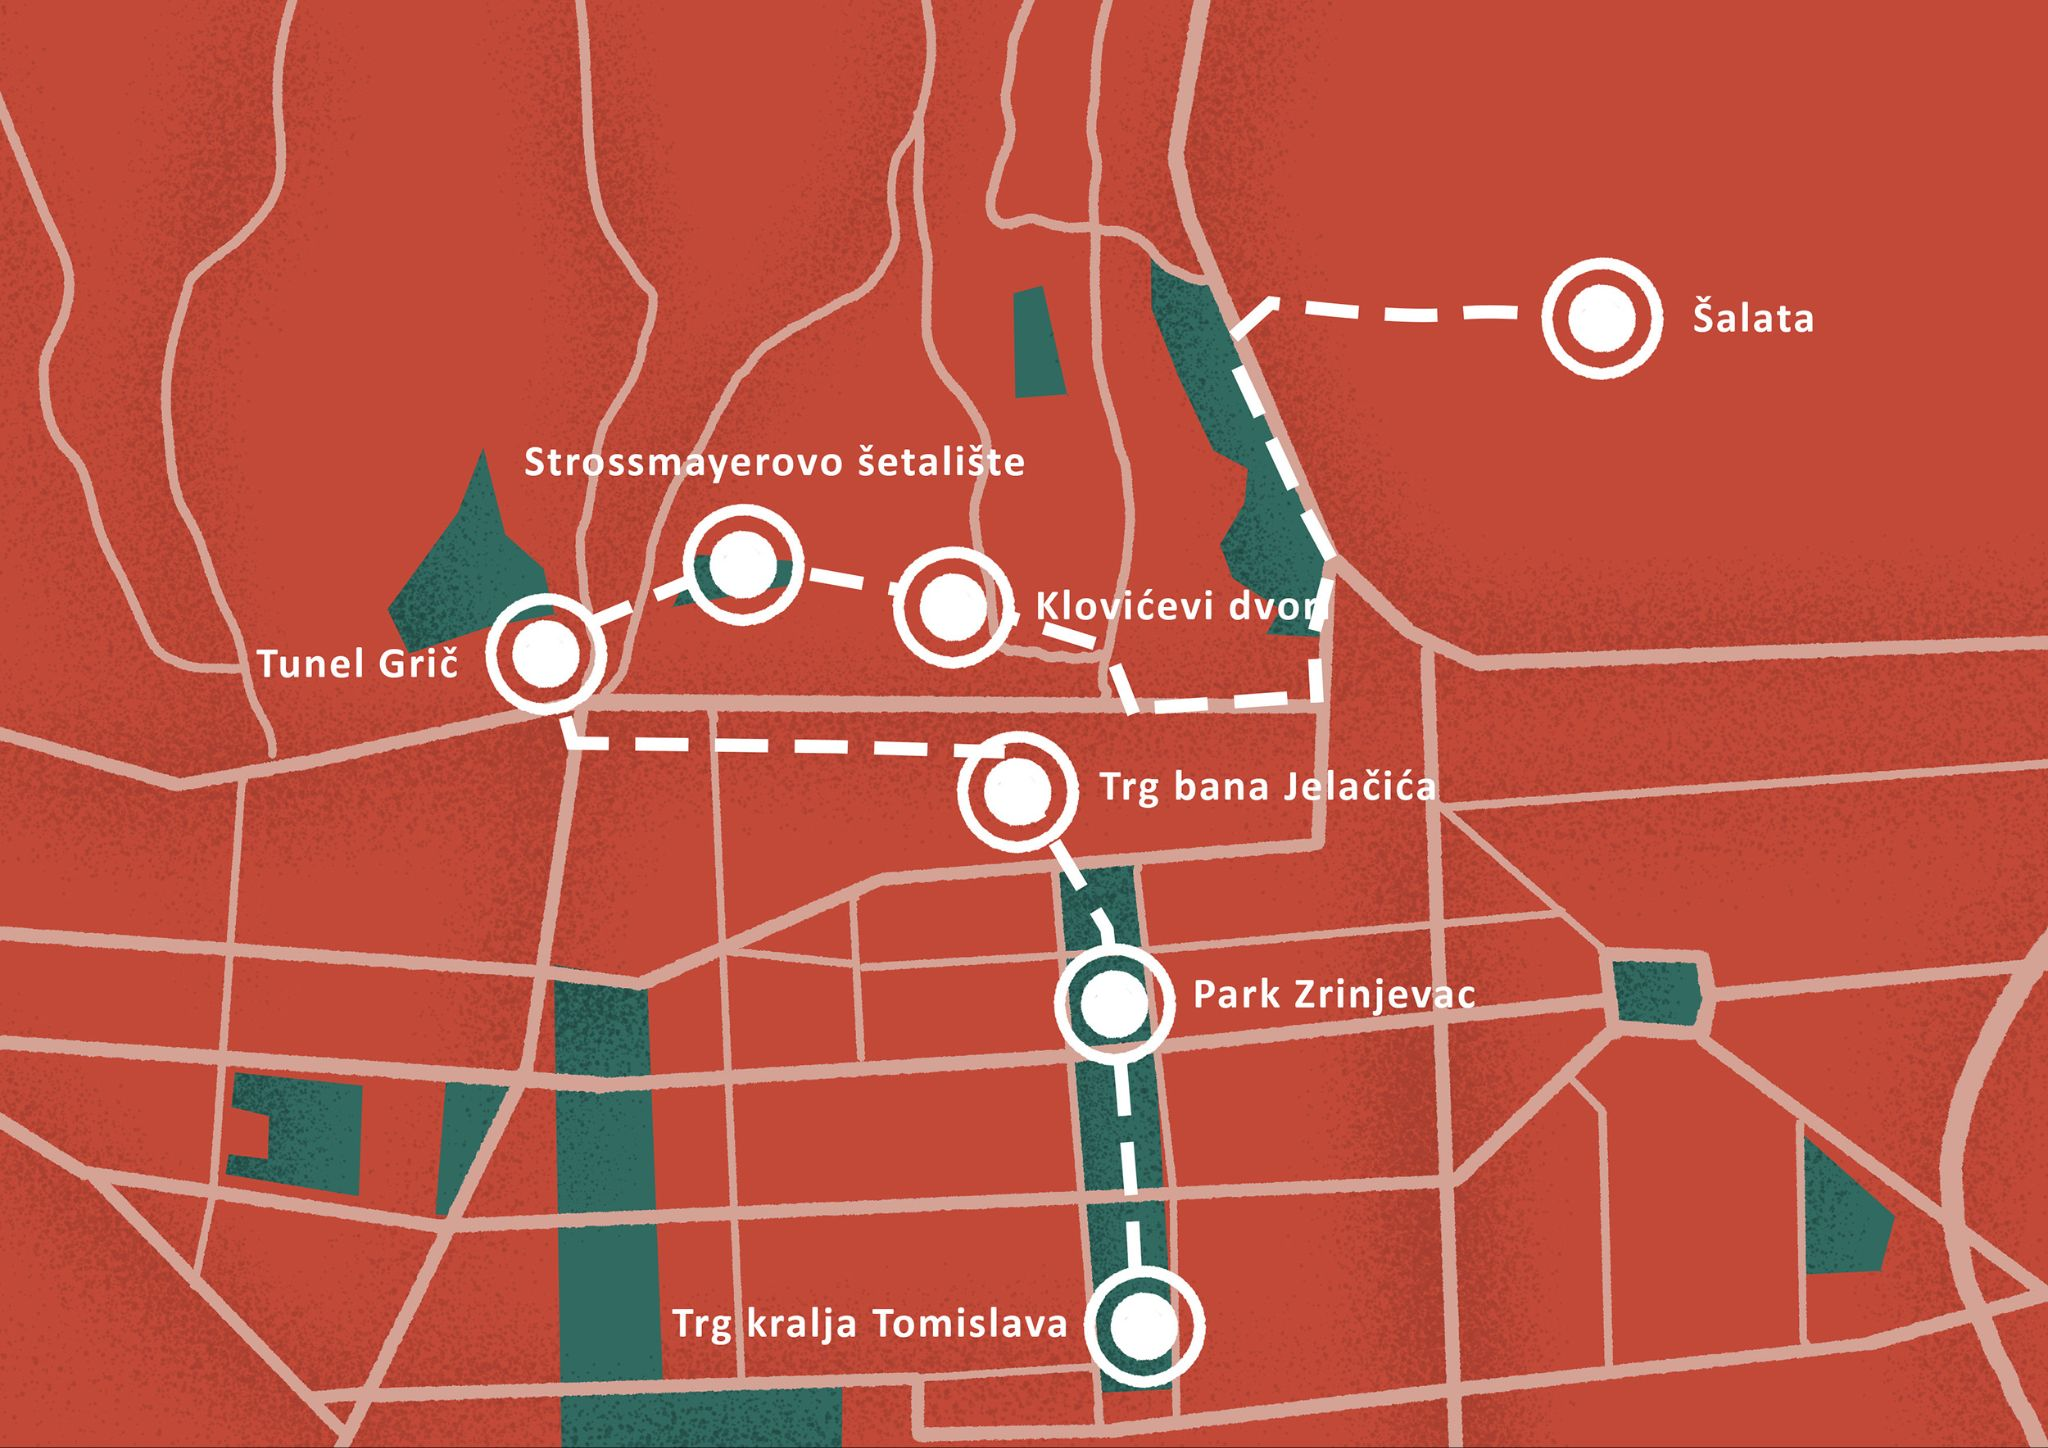 Šalata
Strossmayerovo šetalište
Klovićevi dvori
Tunel Grič
Trg bana Jelačića
Park Zrinjevac
Trg kralja Tomislava